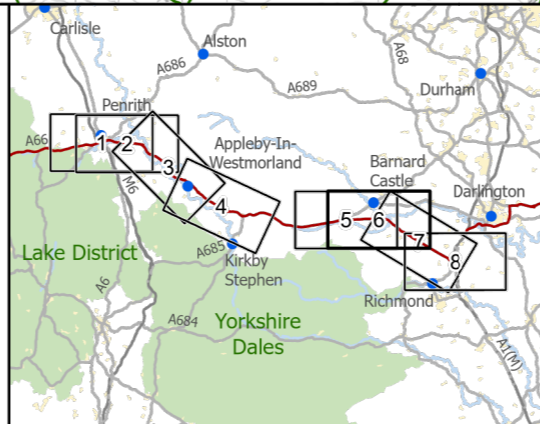 Carlisle
Alston
A68
A686
A689
Durham
Penrith
A66
1
2
3
Appleby-In-
Westmorland
Barnard
Castle
Darlington
M6
4
5
6
7
8
Lake District
A685
Kirkby
Stephen
A6
Richmond
A684
Yorkshire
Dales
A1(M)